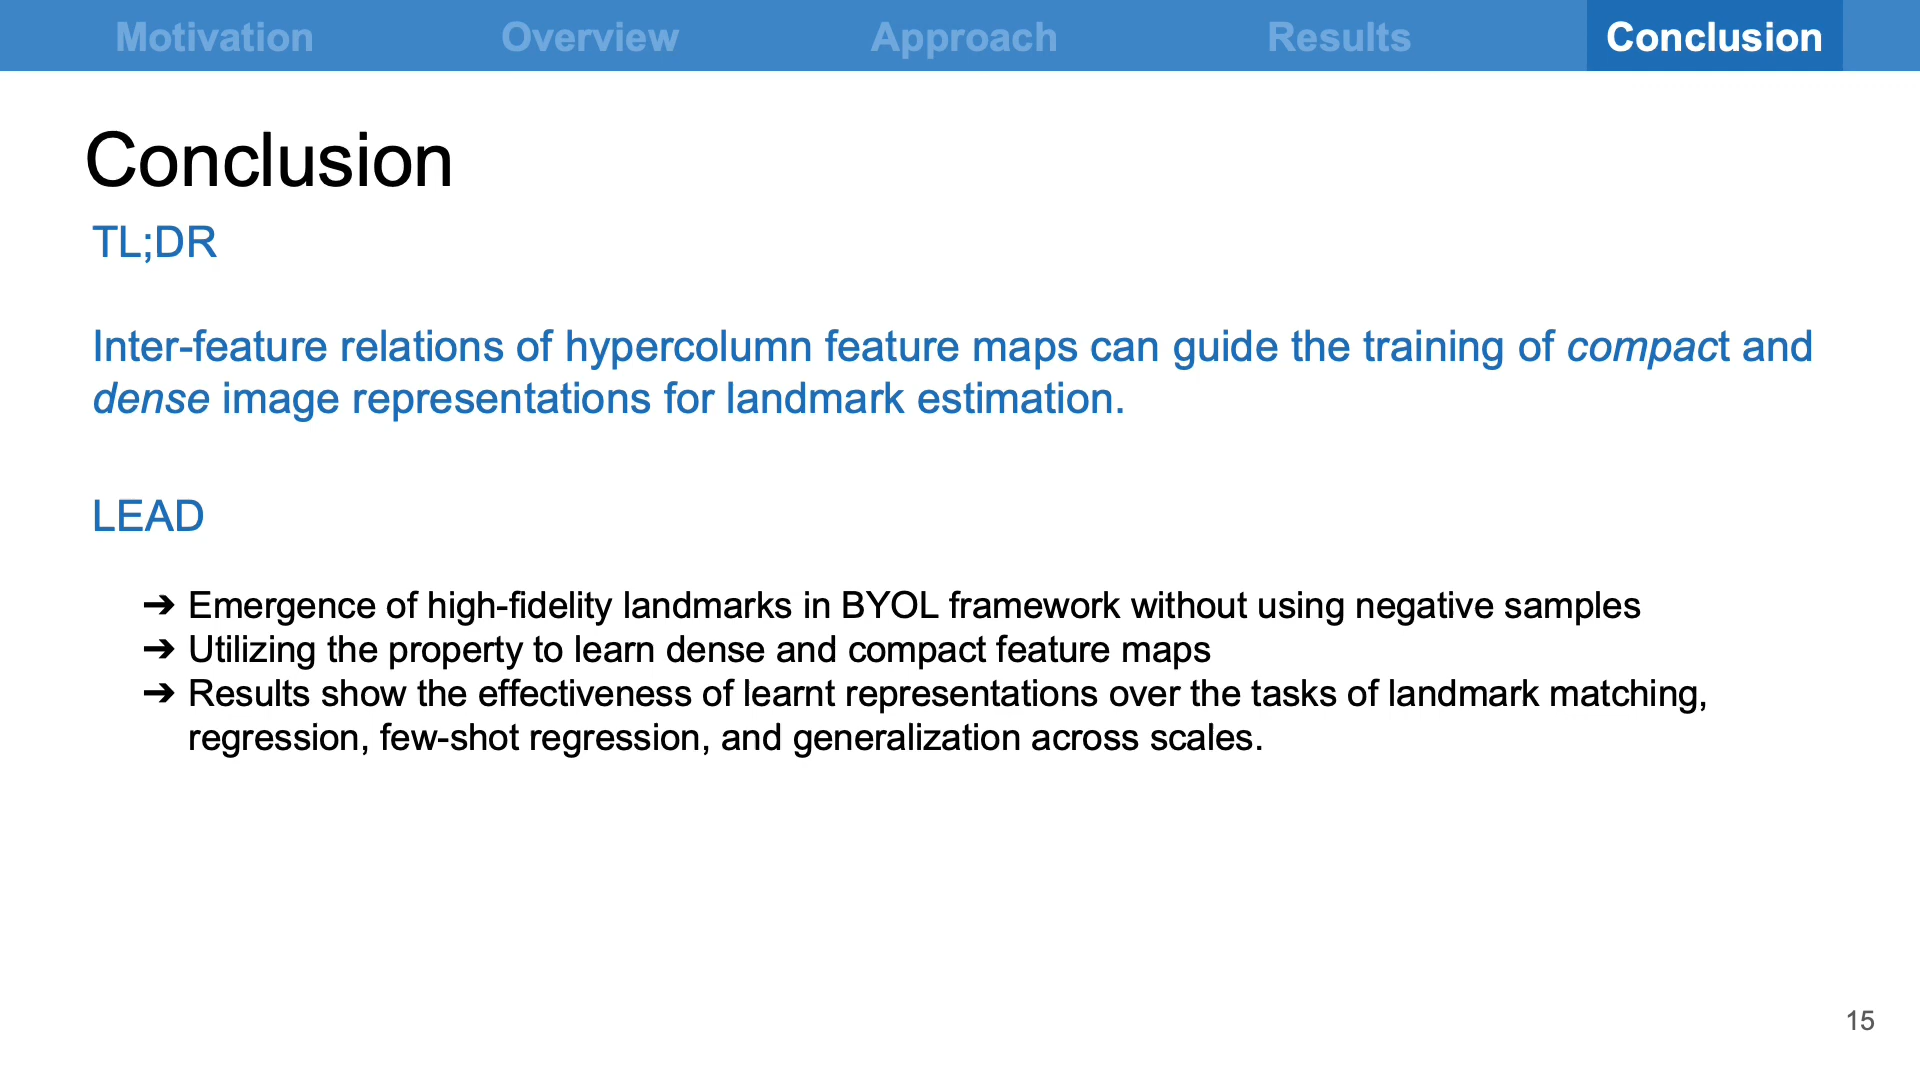 Motivation Overview Approach Results Conclusion
Conclusion
TL;DR
Inter-feature relations of hypercolumn feature maps can guide the training of compact and
dense image representations for landmark estimation.
LEAD
➔ Emergence of high-fidelity landmarks in BYOL framework without using negative samples
➔ Utilizing the property to learn dense and compact feature maps
➔ Results show the effectiveness of learnt representations over the tasks of landmark matching,
regression, few-shot regression, and generalization across scales.
15